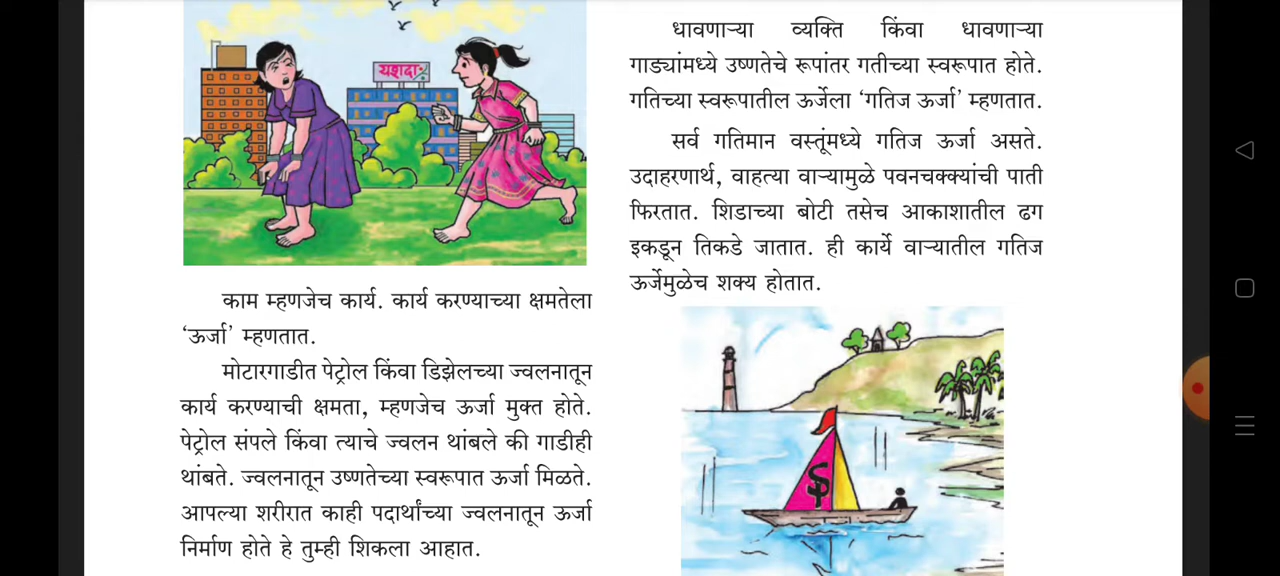 यशदा
काम म्हणजेच कार्य. कार्य करण्याच्या क्षमतेला
‘ऊर्जा’ म्हणतात.
मोटारगाडीत पेट्रोल किंवा डिझेलच्या ज्वलनातून
कार्य करण्याची क्षमता, म्हणजेच ऊर्जा मुक्त होते.
पेट्रोल संपले किंवा त्याचे ज्वलन थांबले की गाडीही
थांबते. ज्वलनातून उष्णतेच्या स्वरूपात ऊर्जा मिळते.
आपल्या शरीरात काही पदार्थांच्या ज्वलनातून ऊर्जा
निर्माण होते हे तुम्ही शिकला आहात.
धावणाऱ्या व्यक्ति किंवा धावणाऱ्या
गाड्यांमध्ये उष्णतेचे रूपांतर गतीच्या स्वरूपात होते.
गतिच्या स्वरूपातील ऊर्जेला ‘गतिज ऊर्जा’ म्हणतात.
सर्व गतिमान वस्तूंमध्ये गतिज ऊर्जा असते.
उदाहरणार्थ, वाहत्या वाऱ्यामुळे पवनचक्क्यांची पाती
फिरतात. शिडाच्या बोटी तसेच आकाशातील ढग
इकडून तिकडे जातात. ही कार्ये वाऱ्यातील गतिज
ऊर्जेमुळेच शक्य होतात.
$